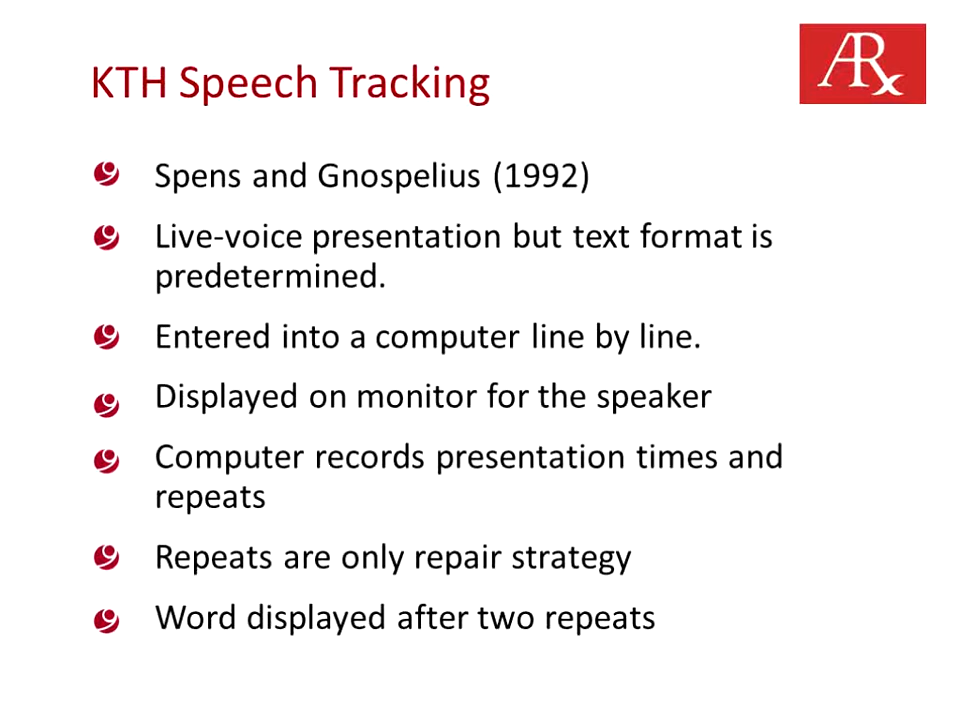 KTH Speech Tracking
ARx
Spens and Gnospelius (1992)
Live-voice presentation but text format is
predetermined.
Entered into a computer line by line.
Displayed on monitor for the speaker
Computer records presentation times and
repeats
Repeats are only repair strategy
Word displayed after two repeats